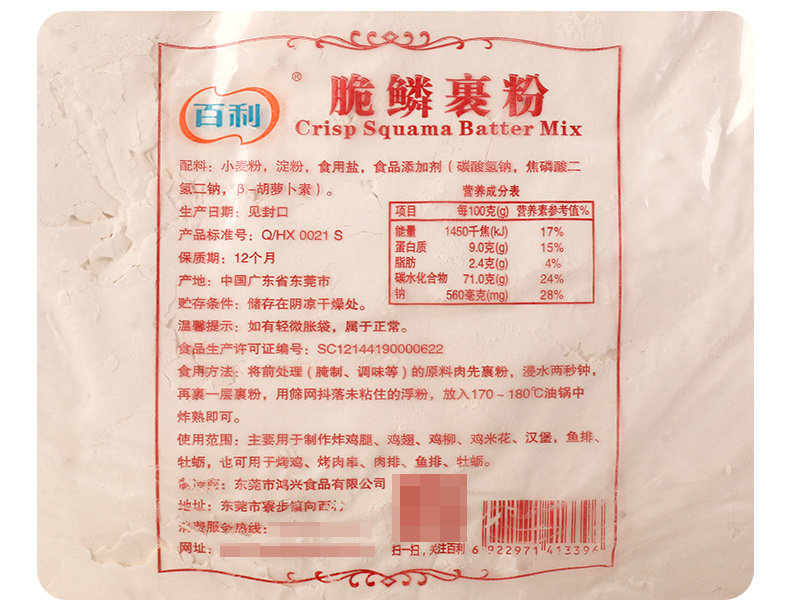 百利
®
脆鳞裹粉
Crisp Squama Batter Mix
配料：小麦粉，淀粉，食用盐，食品添加剂（碳酸氢钠，焦磷酸二
氢二钠，β-胡萝卜素）。
生产日期：见封口
产品标准号：Q/HX 0021 S
保质期：12个月
产地：中国广东省东莞市
贮存条件：储存在阴凉干燥处。
营养成分表
项目 每100克(g) 营养素参考值%
能量 1450千焦(kJ) 17%
蛋白质 9.0克(g) 15%
脂肪 2.4克(g) 4%
碳水化合物 71.0克(g) 24%
钠 560毫克(mg) 28%
温馨提示：如有轻微胀袋，属于正常。
食品生产许可证编号：SC12144190000622
食用方法：将前处理（腌制、调味等）的原料肉先裹粉，浸水两秒钟，
再裹一层裹粉，用筛网抖落未粘住的浮粉，放入170～180℃油锅中
炸熟即可。
使用范围：主要用于制作炸鸡腿、鸡翅、鸡柳、鸡米花、汉堡，鱼排、
牡蛎，也可用于烤鸡、烤肉串、肉排、鱼排、牡蛎。
制造商：东莞市鸿兴食品有限公司
地址：东莞市寮步镇向西村
消费服务热线：
网址：
扫一扫，关注百利
6 922971 413396